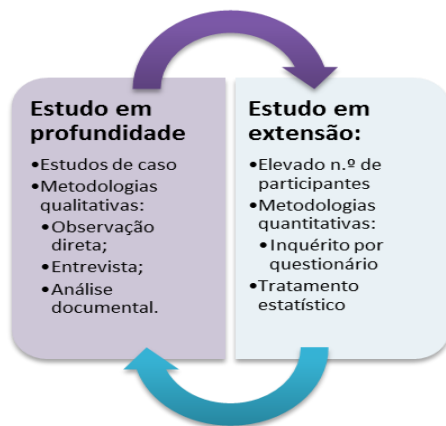 Estudo em
profundidade
•Estudos de caso
•Metodologias
qualitativas:
•Observação
direta;
•Entrevista;
•Análise
documental.
Estudo em
extensão:
•Elevado n.º de
participantes
•Metodologias
quantitativas:
•Inquérito por
questionário
•Tratamento
estatístico